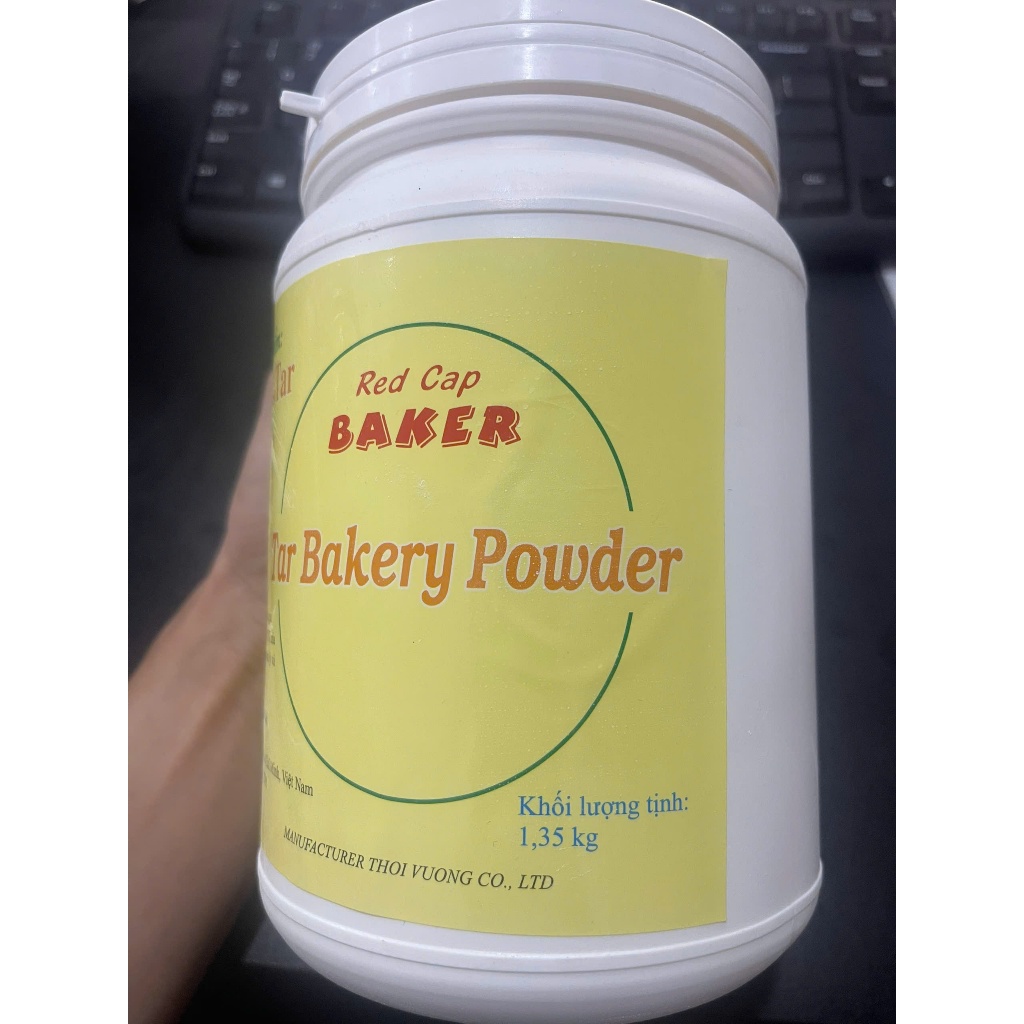 Tar
Red Cap
BAKER
Tar Bakery Powder
Việt Nam
Khối lượng tịnh:
1,35 kg
MANUFACTURER THOI VUONG CO., LTD